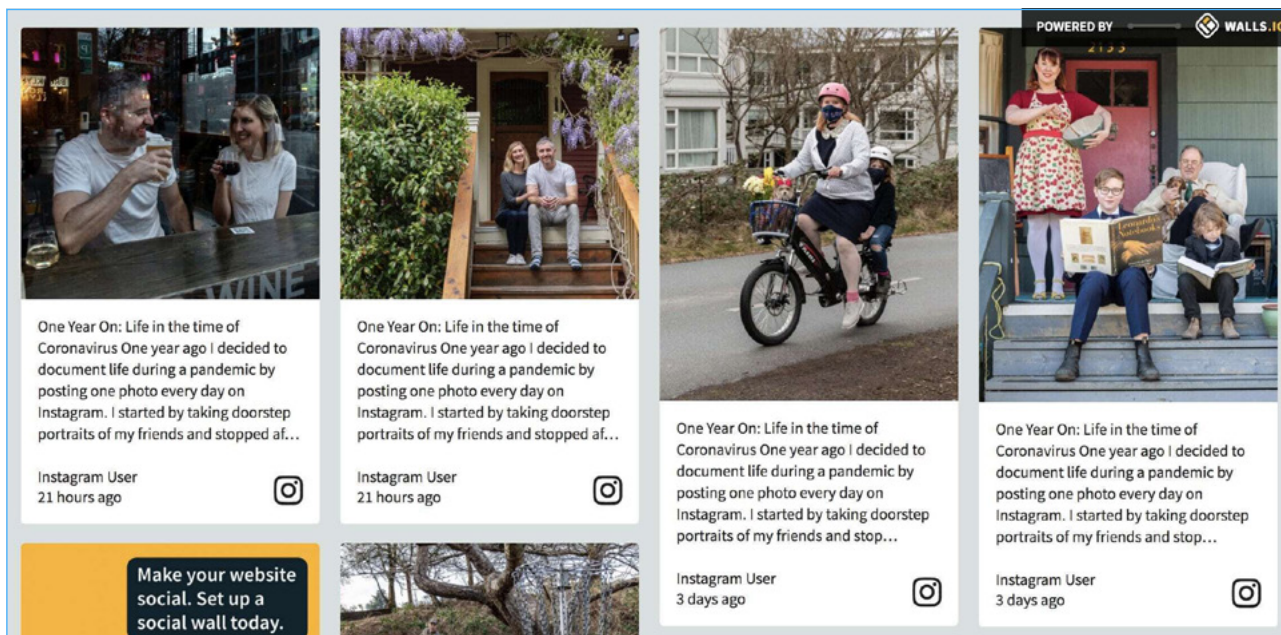 POWERED BY WALLS.IO
2133
WINE
Leonardo's
Notebooks
One Year On: Life in the time of
Coronavirus One year ago I decided to
document life during a pandemic by
posting one photo every day on
Instagram. I started by taking doorstep
portraits of my friends and stopped af...
Instagram User
21 hours ago
One Year On: Life in the time of
Coronavirus One year ago I decided to
document life during a pandemic by
posting one photo every day on
Instagram. I started by taking doorstep
portraits of my friends and stopped af...
Instagram User
21 hours ago
One Year On: Life in the time of
Coronavirus One year ago I decided to
document life during a pandemic by
posting one photo every day on
Instagram. I started by taking doorstep
portraits of my friends and stop...
Instagram User
3 days ago
One Year On: Life in the time of
Coronavirus One year ago I decided to
document life during a pandemic by
posting one photo every day on
Instagram. I started by taking doorstep
portraits of my friends and stop...
Instagram User
3 days ago
Make your website
social. Set up a
social wall today.